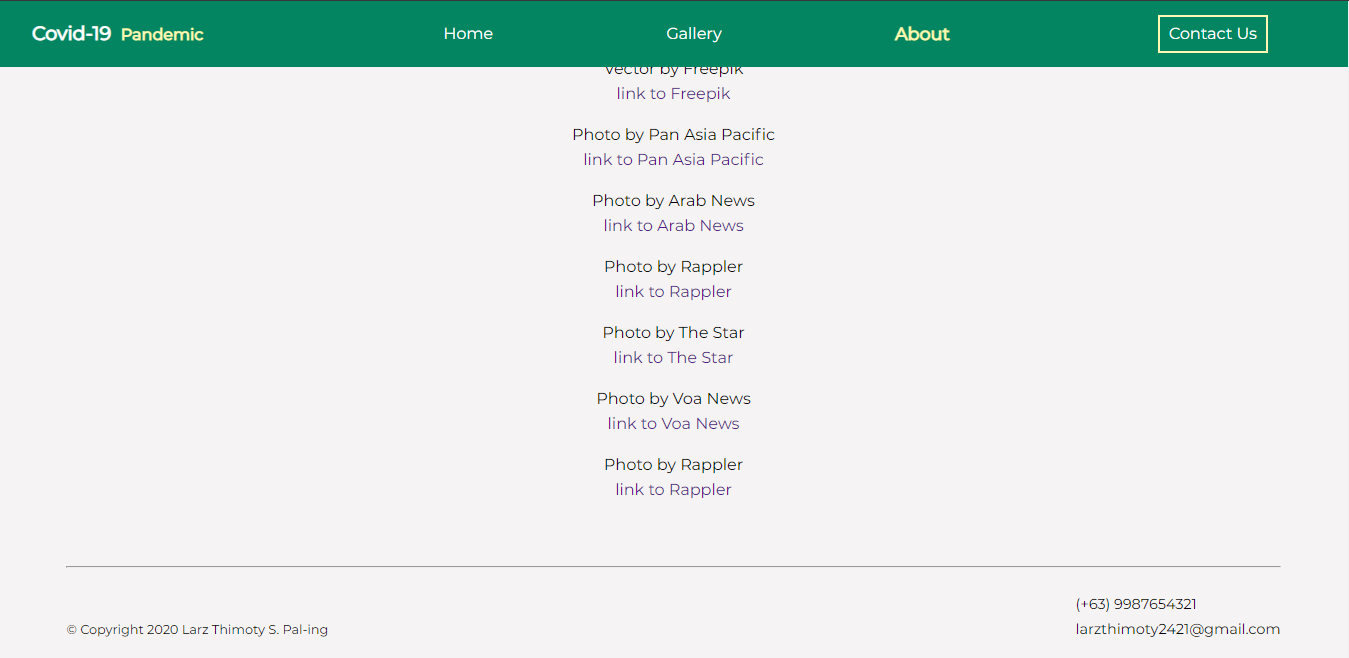 Covid-19 Pandemic Home Gallery About Contact Us
Vector by Freepik
link to Freepik
Photo by Pan Asia Pacific
link to Pan Asia Pacific
Photo by Arab News
link to Arab News
Photo by Rappler
link to Rappler
Photo by The Star
link to The Star
Photo by Voa News
link to Voa News
Photo by Rappler
link to Rappler
(+63) 9987654321
© Copyright 2020 Larz Thimoty S. Pal-ing
larzthimoty2421@gmail.com